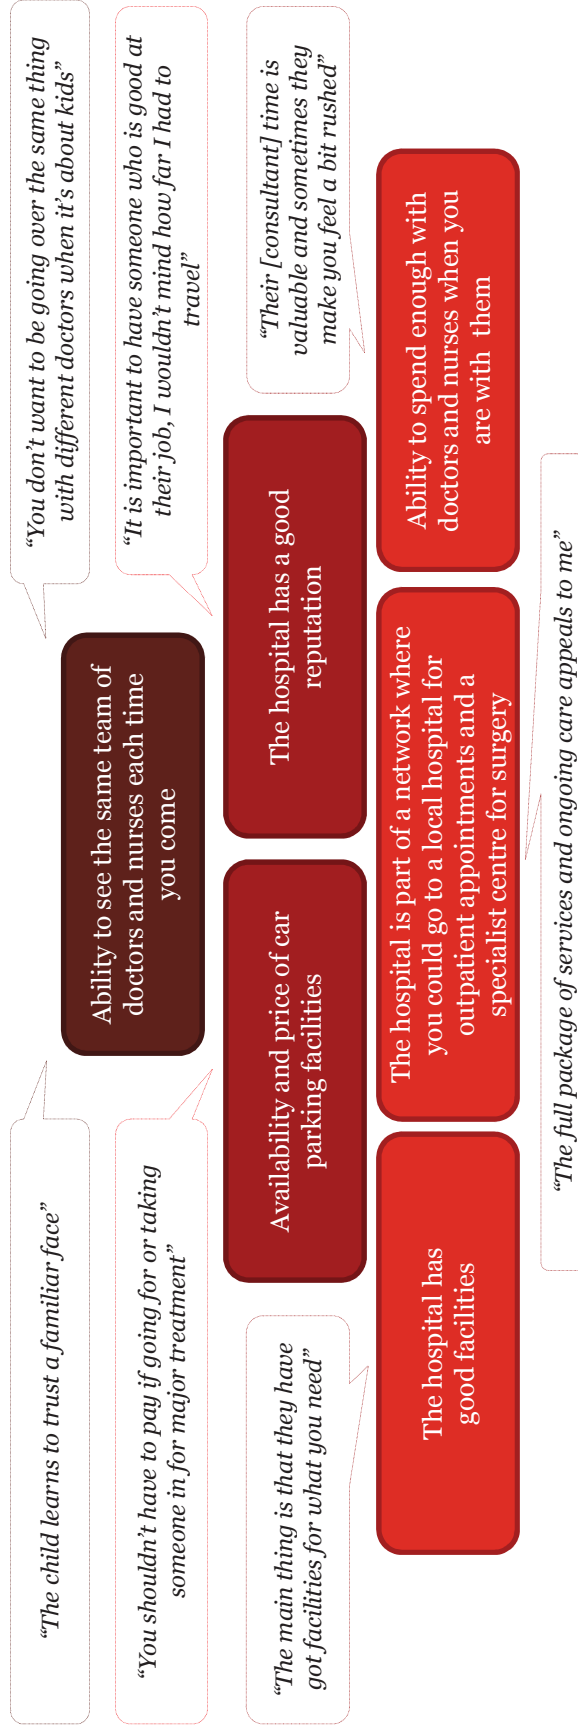 “The child learns to trust a familiar face”
“You don’t want to be going over the same thing
with different doctors when it’s about kids”
Ability to see the same team of
doctors and nurses each time
you come
“You shouldn’t have to pay if going for or taking
someone in for major treatment”
“It is important to have someone who is good at
their job, I wouldn’t mind how far I had to
travel”
Availability and price of car
parking facilities
The hospital has a good
reputation
“The main thing is that they have
got facilities for what you need”
“Their [consultant] time is
valuable and sometimes they
make you feel a bit rushed”
The hospital has
good facilities
The hospital is part of a network where
you could go to a local hospital for
outpatient appointments and a
specialist centre for surgery
Ability to spend enough with
doctors and nurses when you
are with  them
“The full package of services and ongoing care appeals to me”